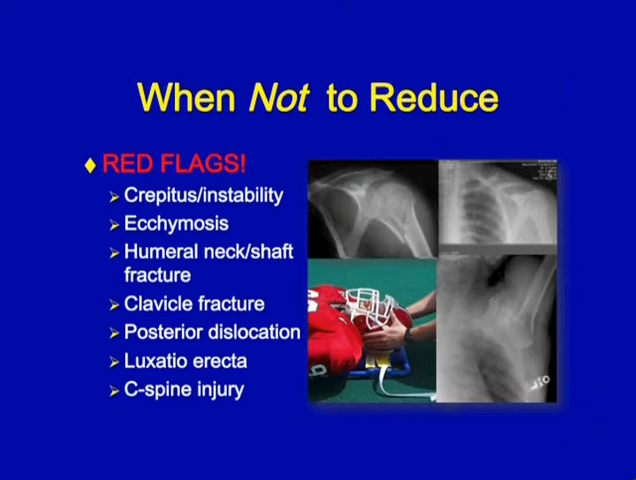 When Not to Reduce
RED FLAGS!
Crepitus/instability
Ecchymosis
Humeral neck/shaft
fracture
Clavicle fracture
Posterior dislocation
Luxatio erecta
C-spine injury